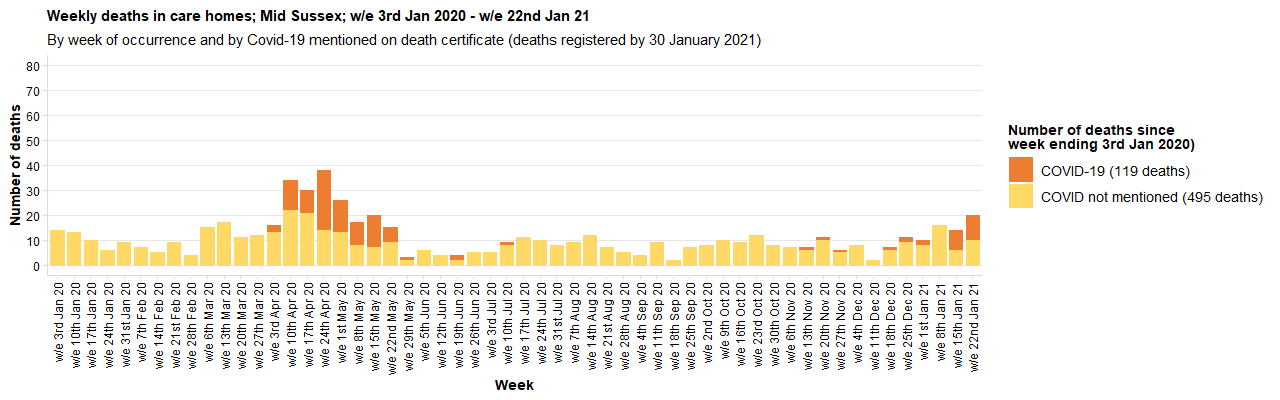 Weekly deaths in care homes; Mid Sussex; w/e 3rd Jan 2020 - w/e 22nd Jan 21
By week of occurrence and by Covid-19 mentioned on death certificate (deaths registered by 30 January 2021)
Number of deaths
80
70
60
50
40
30
20
10
0
w/e 3rd Jan 20
w/e 10th Jan 20
w/e 17th Jan 20
w/e 24th Jan 20
w/e 31st Jan 20
w/e 7th Feb 20
w/e 14th Feb 20
w/e 21st Feb 20
w/e 28th Feb 20
w/e 6th Mar 20
w/e 13th Mar 20
w/e 20th Mar 20
w/e 27th Mar 20
w/e 3rd Apr 20
w/e 10th Apr 20
w/e 17th Apr 20
w/e 24th Apr 20
w/e 1st May 20
w/e 8th May 20
w/e 15th May 20
w/e 22nd May 20
w/e 29th May 20
w/e 5th Jun 20
w/e 12th Jun 20
w/e 19th Jun 20
w/e 26th Jun 20
w/e 3rd Jul 20
w/e 10th Jul 20
w/e 17th Jul 20
w/e 24th Jul 20
w/e 31st Jul 20
w/e 7th Aug 20
w/e 14th Aug 20
w/e 21st Aug 20
w/e 28th Aug 20
w/e 4th Sep 20
w/e 11th Sep 20
w/e 18th Sep 20
w/e 25th Sep 20
w/e 2nd Oct 20
w/e 9th Oct 20
w/e 16th Oct 20
w/e 23rd Oct 20
w/e 30th Oct 20
w/e 6th Nov 20
w/e 13th Nov 20
w/e 20th Nov 20
w/e 27th Nov 20
w/e 4th Dec 20
w/e 11th Dec 20
w/e 18th Dec 20
w/e 25th Dec 20
w/e 1st Jan 21
w/e 8th Jan 21
w/e 15th Jan 21
w/e 22nd Jan 21
Week
Number of deaths since
week ending 3rd Jan 2020)
COVID-19 (119 deaths)
COVID not mentioned (495 deaths)